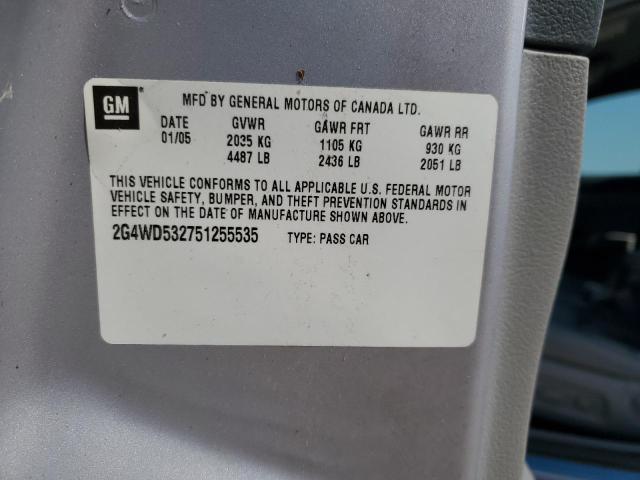 GM
MFD BY GENERAL MOTORS OF CANADA LTD.
DATE GVWR GAWR FRT GAWR RR
01/05 2035 KG 1105 KG 930 KG
4487 LB 2436 LB 2051 LB
THIS VEHICLE CONFORMS TO ALL APPLICABLE U.S. FEDERAL MOTOR
VEHICLE SAFETY, BUMPER, AND THEFT PREVENTION STANDARDS IN
EFFECT ON THE DATE OF MANUFACTURE SHOWN ABOVE.
2G4WD532751255535 TYPE: PASS CAR